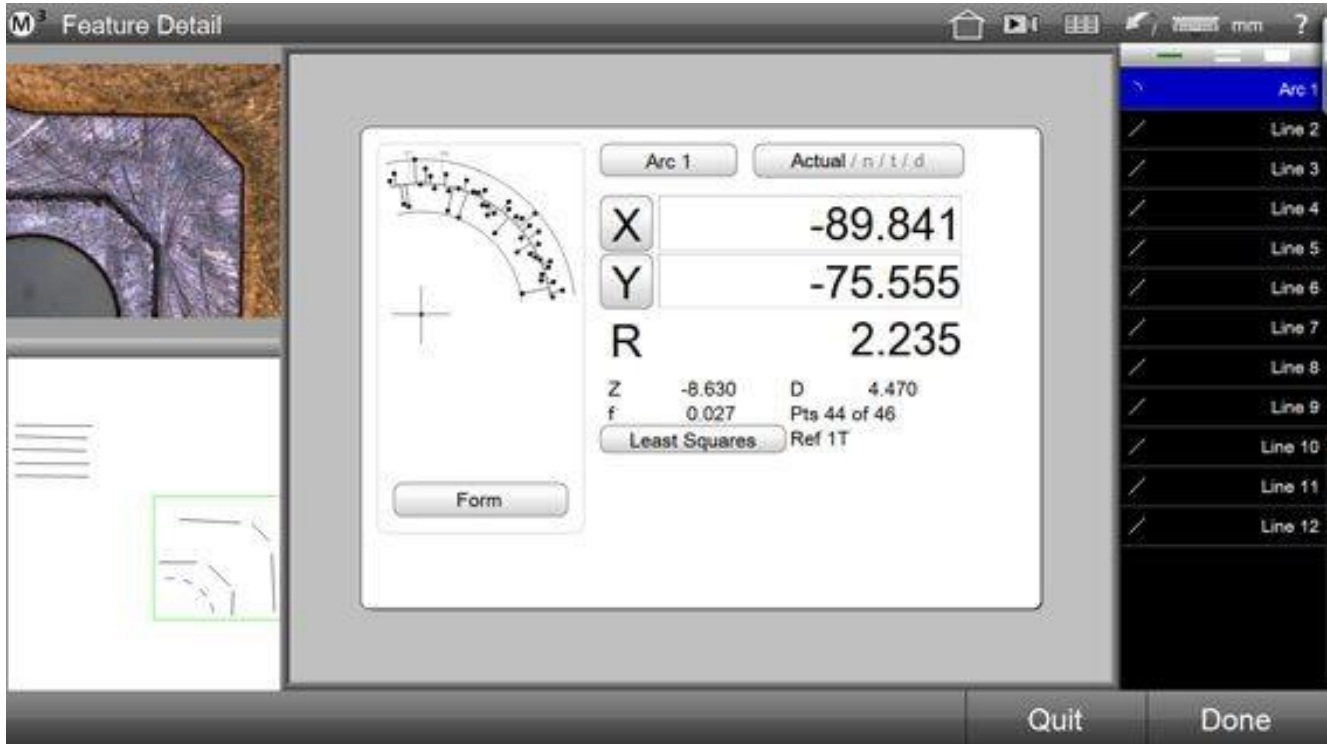 M³ Feature Detail
mm ?
Arc 1 Actual / n / t / d
X -89.841
Y -75.555
R 2.235
Z -8.630 D 4.470
f 0.027 Pts 44 of 46
Least Squares Ref 1T
Form
Arc 1
Line 2
Line 3
Line 4
Line 5
Line 6
Line 7
Line 8
Line 9
Line 10
Line 11
Line 12
Quit Done